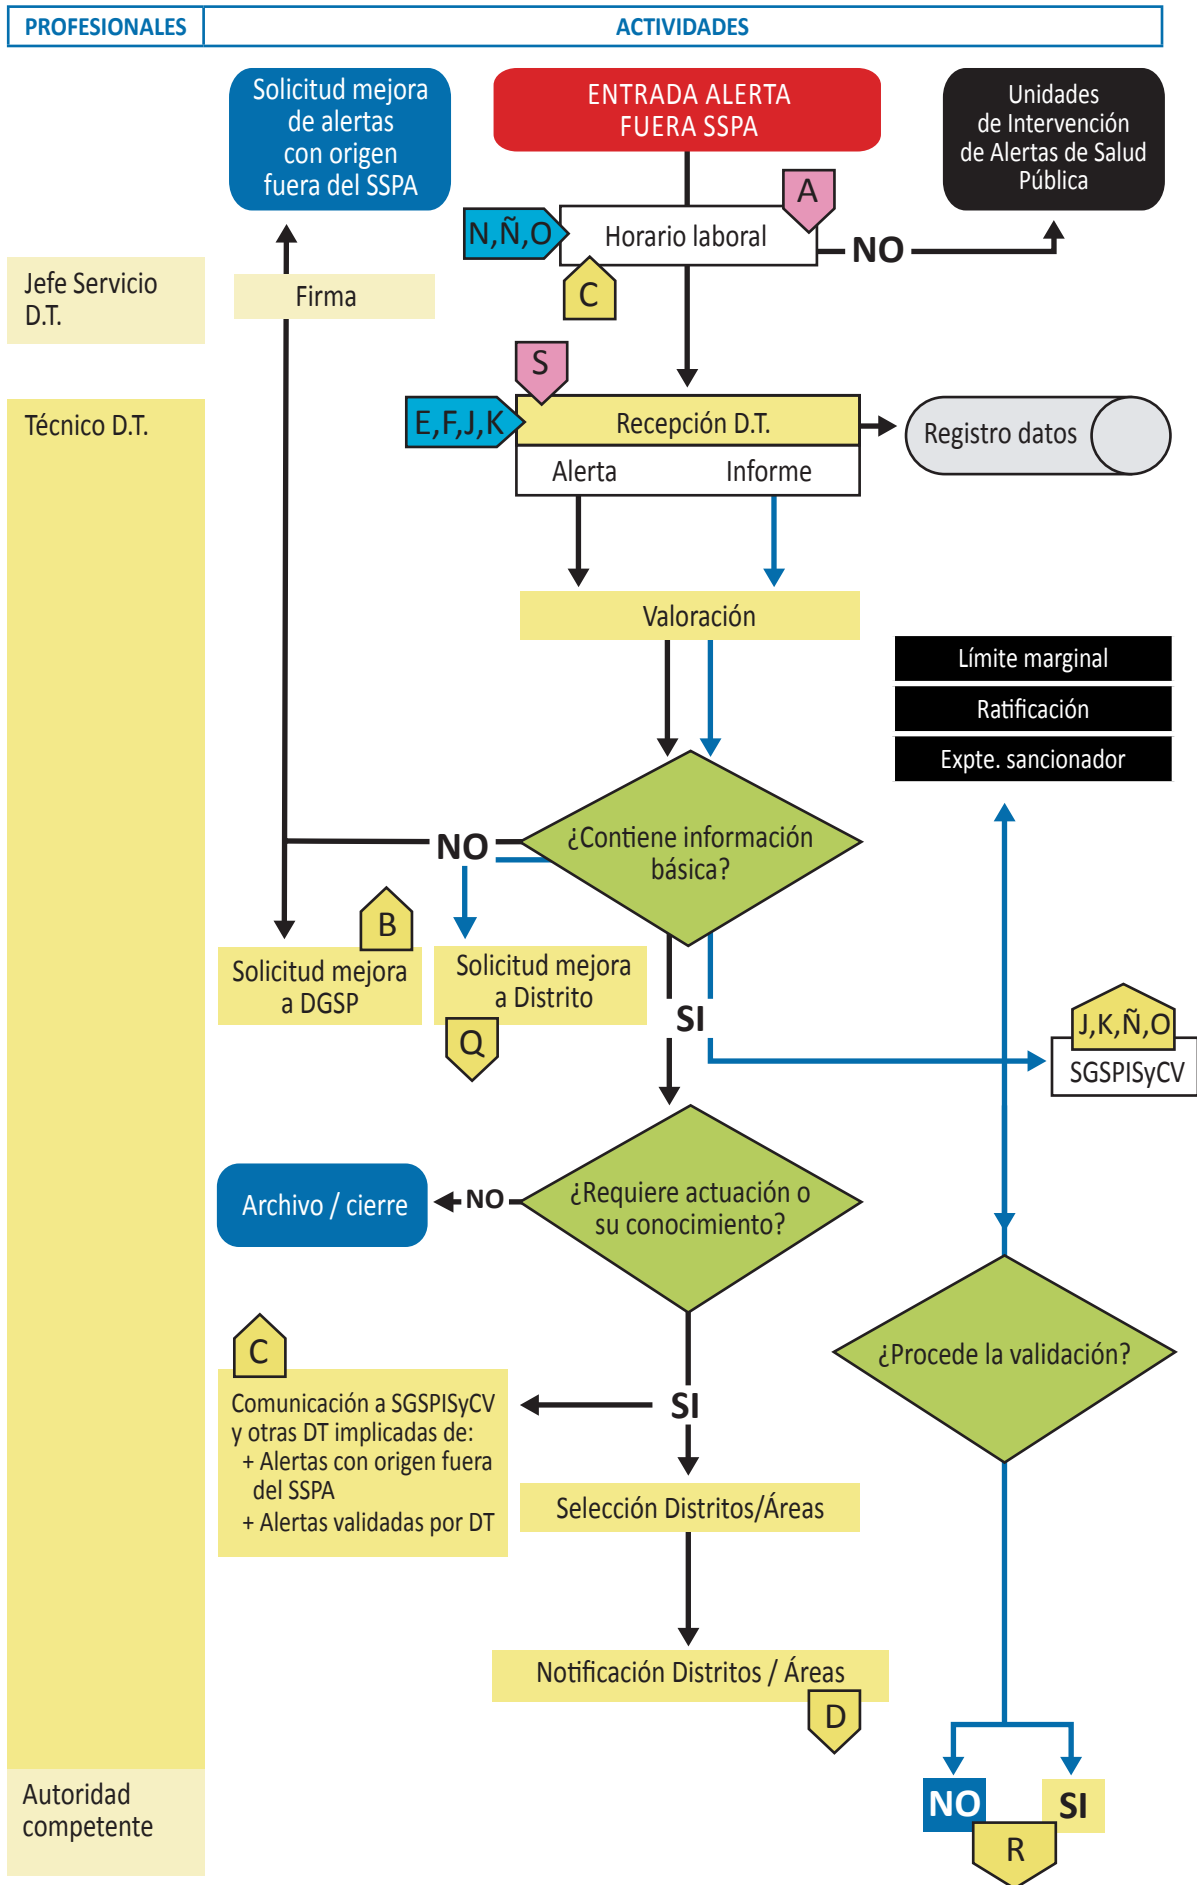 PROFESIONALES
ACTIVIDADES
Solicitud mejora
de alertas
con origen
fuera del SSPA
ENTRADA ALERTA
FUERA SSPA
Unidades
de Intervención
de Alertas de Salud
Pública
A
N,Ñ,O
Horario laboral
NO
C
Jefe Servicio
D.T.
Firma
S
Técnico D.T.
E,F,J,K
Recepción D.T.
Registro datos
Alerta
Informe
Valoración
Límite marginal
Ratificación
Expte. sancionador
¿Contiene información
básica?
NO
B
Solicitud mejora
a DGSP
Solicitud mejora
a Distrito
Q
SI
J,K,Ñ,O
SGSPISyCV
¿Requiere actuación o
su conocimiento?
NO
Archivo / cierre
¿Procede la validación?
C
Comunicación a SGSPISyCV
y otras DT implicadas de:
+ Alertas con origen fuera
del SSPA
+ Alertas validadas por DT
SI
Selección Distritos/Áreas
Notificación Distritos / Áreas
D
Autoridad
competente
NO
SI
R